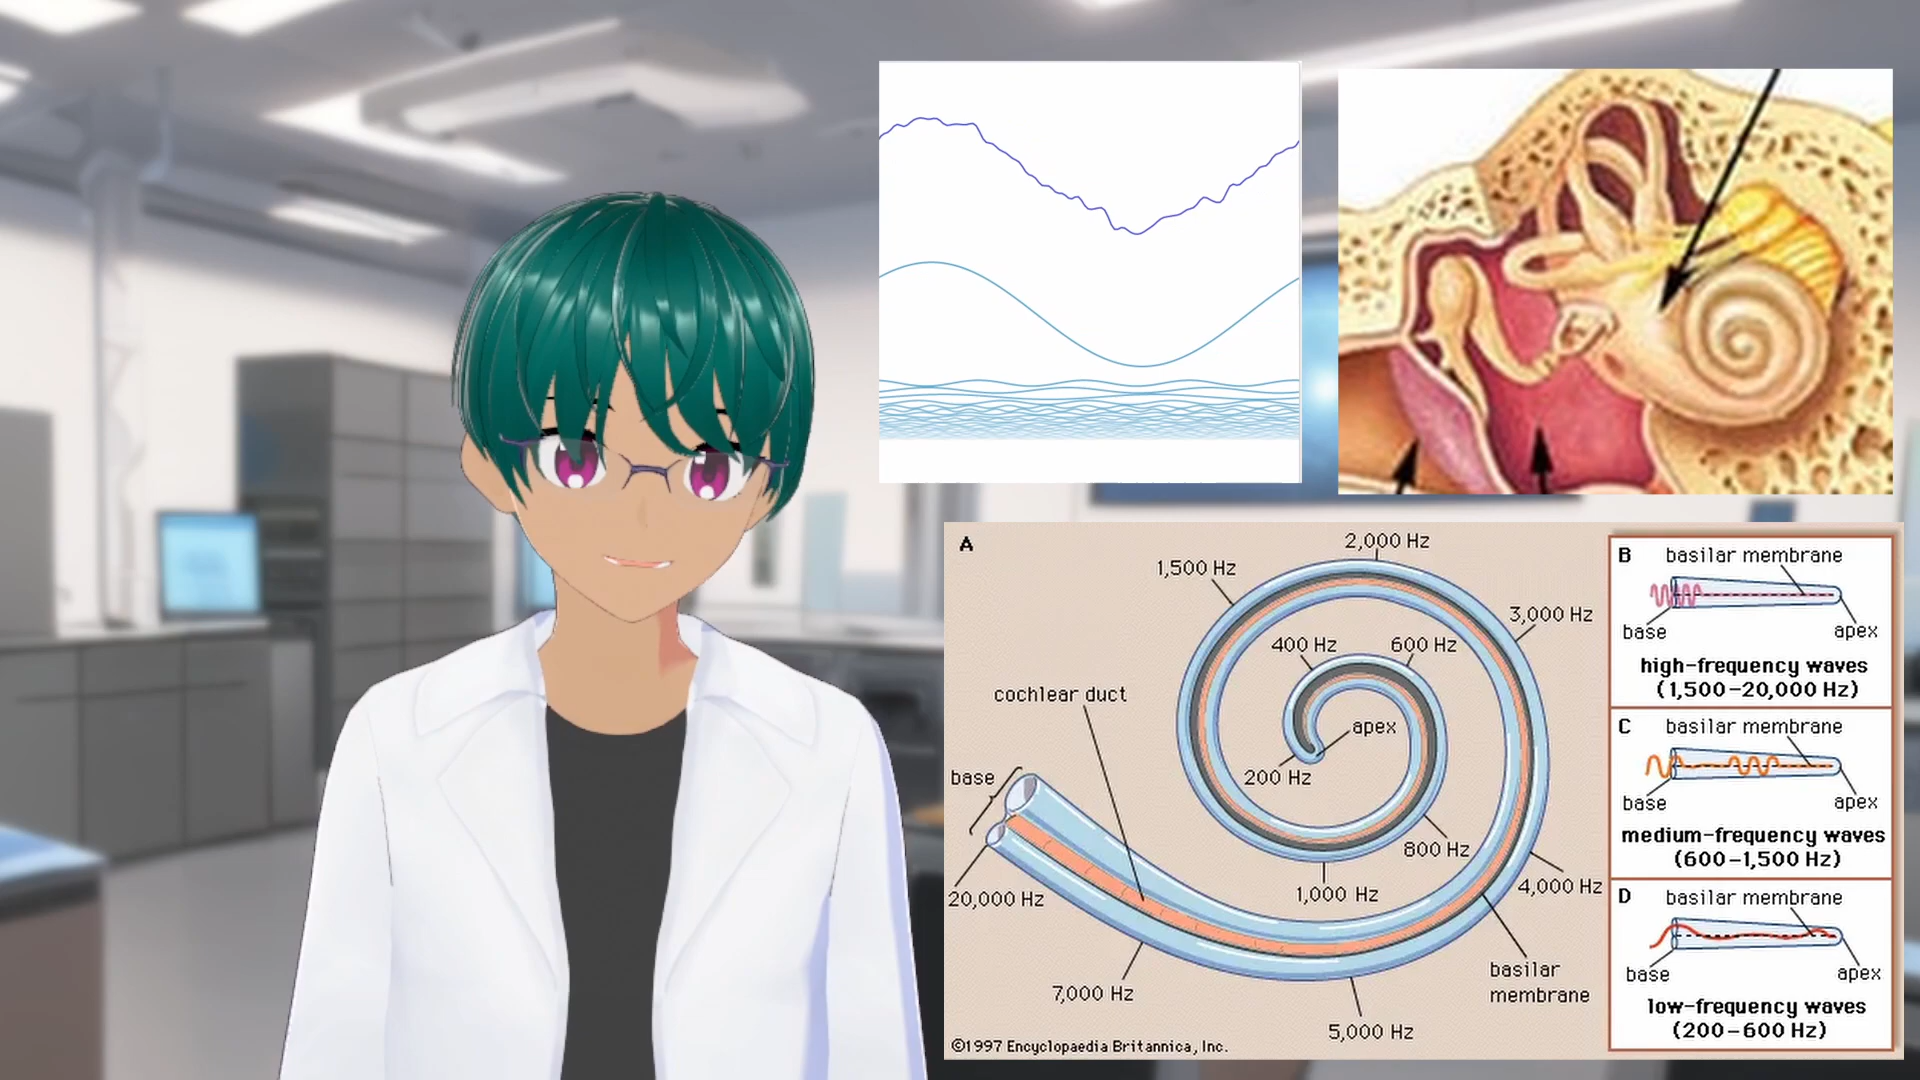 A
2,000 Hz
1,500 Hz
3,000 Hz
400 Hz
600 Hz
cochlear duct
apex
base
200 Hz
800 Hz
4,000 Hz
1,000 Hz
20,000 Hz
basilar
membrane
7,000 Hz
5,000 Hz
©1997 Encyclopaedia Britannica, Inc.
B
basilar membrane
base
apex
high-frequency waves
(1,500-20,000 Hz)
C
basilar membrane
base
apex
medium-frequency waves
(600-1,500 Hz)
D
basilar membrane
base
apex
low-frequency waves
(200-600 Hz)